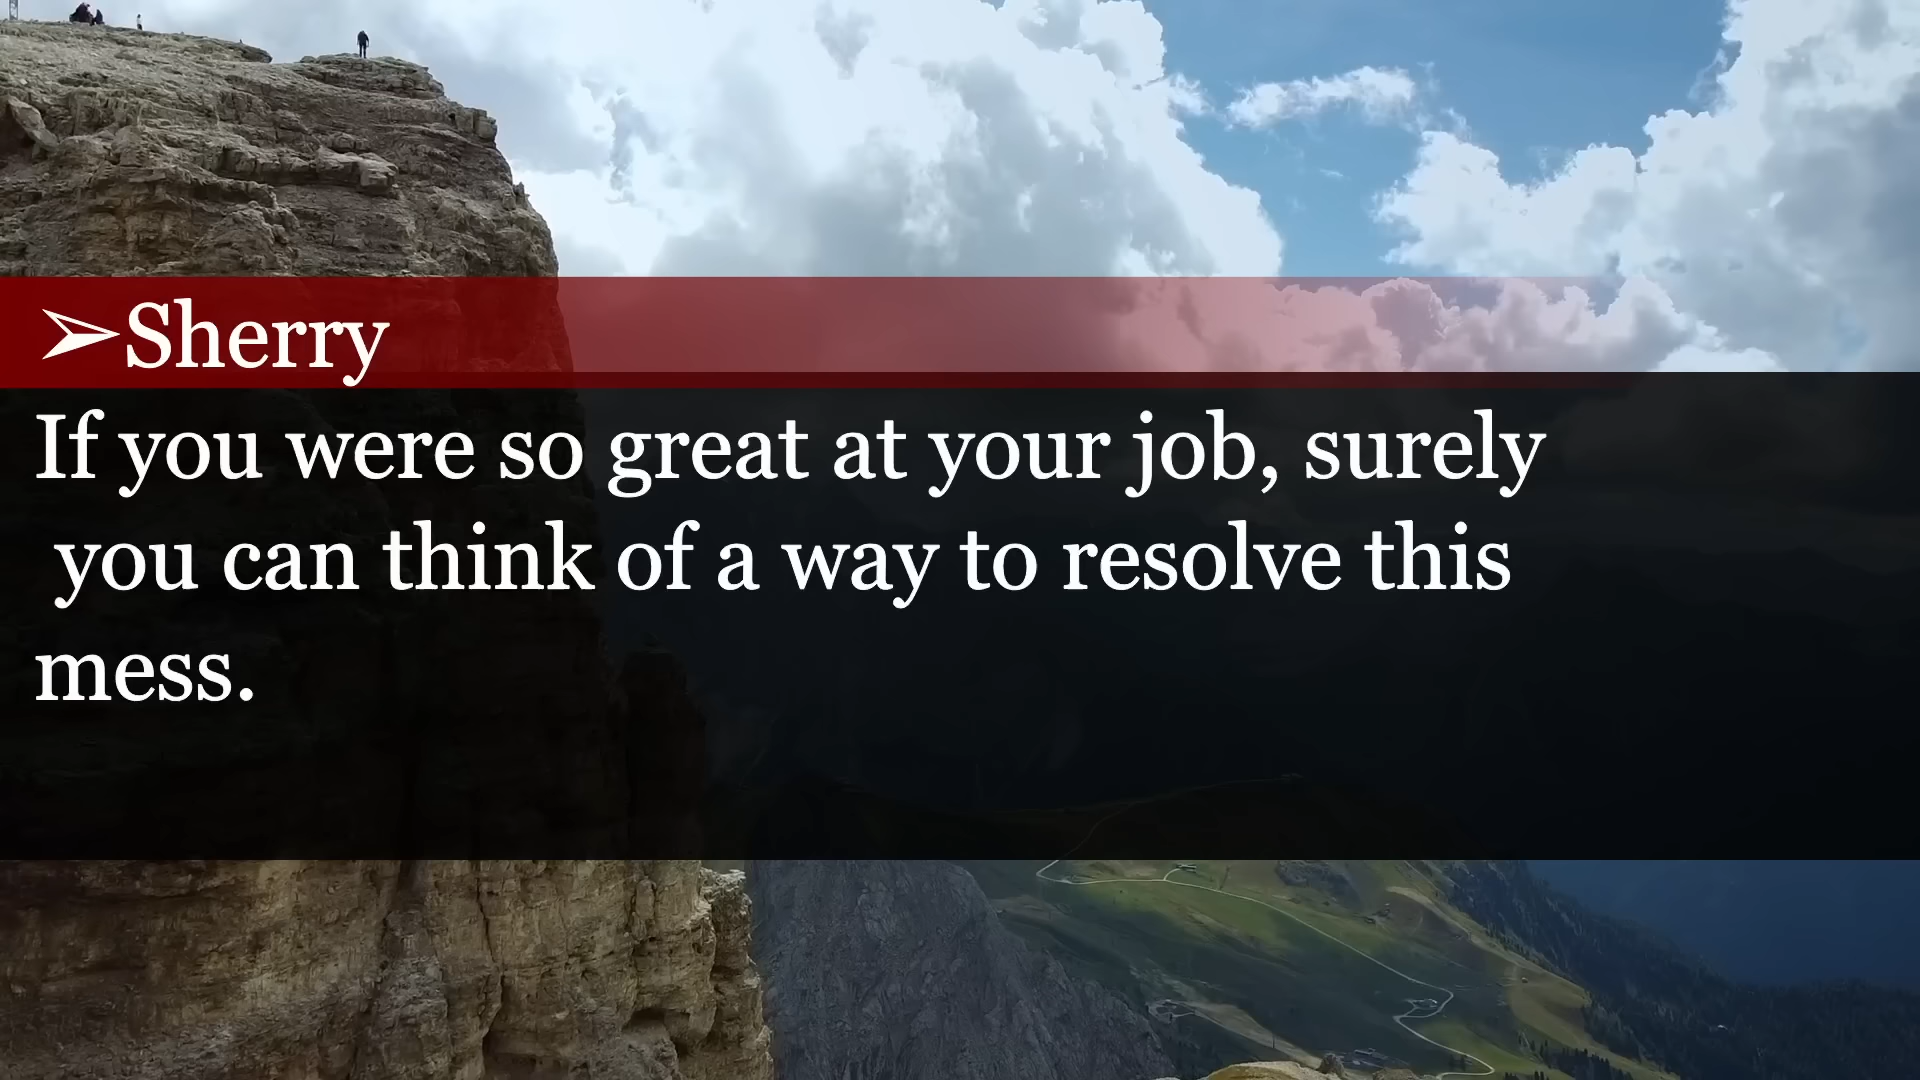 ➢Sherry
If you were so great at your job, surely
you can think of a way to resolve this
mess.